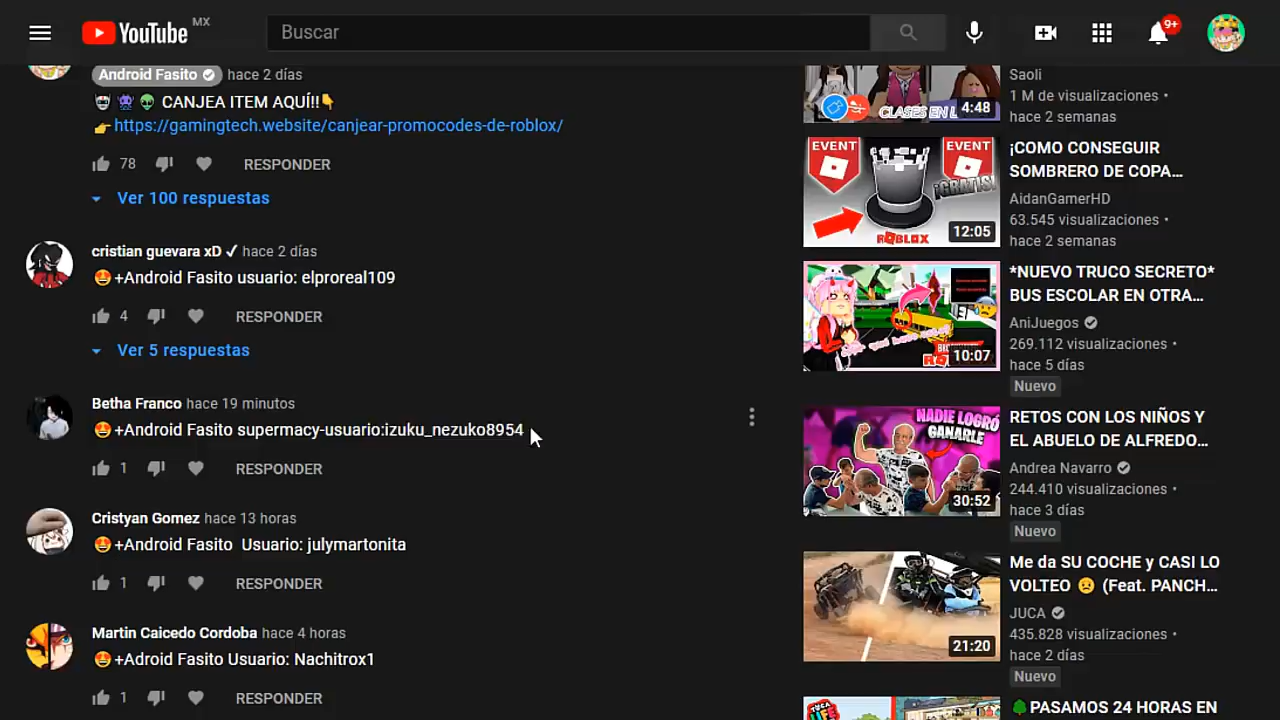 YouTube MX
Buscar
9+
Android Fasito hace 2 días
CANJEA ITEM AQUÍ!!👇
👉https://gamingtech.website/canjear-promocodes-de-roblox/
78 RESPONDER
Ver 100 respuestas
cristian guevara xD ✓ hace 2 días
🤩+Android Fasito usuario: elproreal109
4 RESPONDER
Ver 5 respuestas
Betha Franco hace 19 minutos
🤩+Android Fasito supermacy-usuario:izuku_nezuko8954
1 RESPONDER
Cristyan Gomez hace 13 horas
🤩+Android Fasito Usuario: julymartonita
1 RESPONDER
Martin Caicedo Cordoba hace 4 horas
🤩+Adroid Fasito Usuario: Nachitrox1
1 RESPONDER
CLASES EN L
4:48
Saoli
1 M de visualizaciones •
hace 2 semanas
EVENT EVENT
¡GRATIS!
ROBLOX
12:05
¡COMO CONSEGUIR
SOMBRERO DE COPA...
AidanGamerHD
63.545 visualizaciones •
hace 2 semanas
10:07
*NUEVO TRUCO SECRETO*
BUS ESCOLAR EN OTRA...
AniJuegos
269.112 visualizaciones •
hace 5 días
Nuevo
NADIE LOGRÓ
GANARLE
30:52
RETOS CON LOS NIÑOS Y
EL ABUELO DE ALFREDO...
Andrea Navarro
244.410 visualizaciones •
hace 3 días
Nuevo
21:20
Me da SU COCHE y CASI LO
VOLTEO 😣 (Feat. PANCH...
JUCA
435.828 visualizaciones •
hace 2 días
Nuevo
TOCA
LIFE
🌲PASAMOS 24 HORAS EN